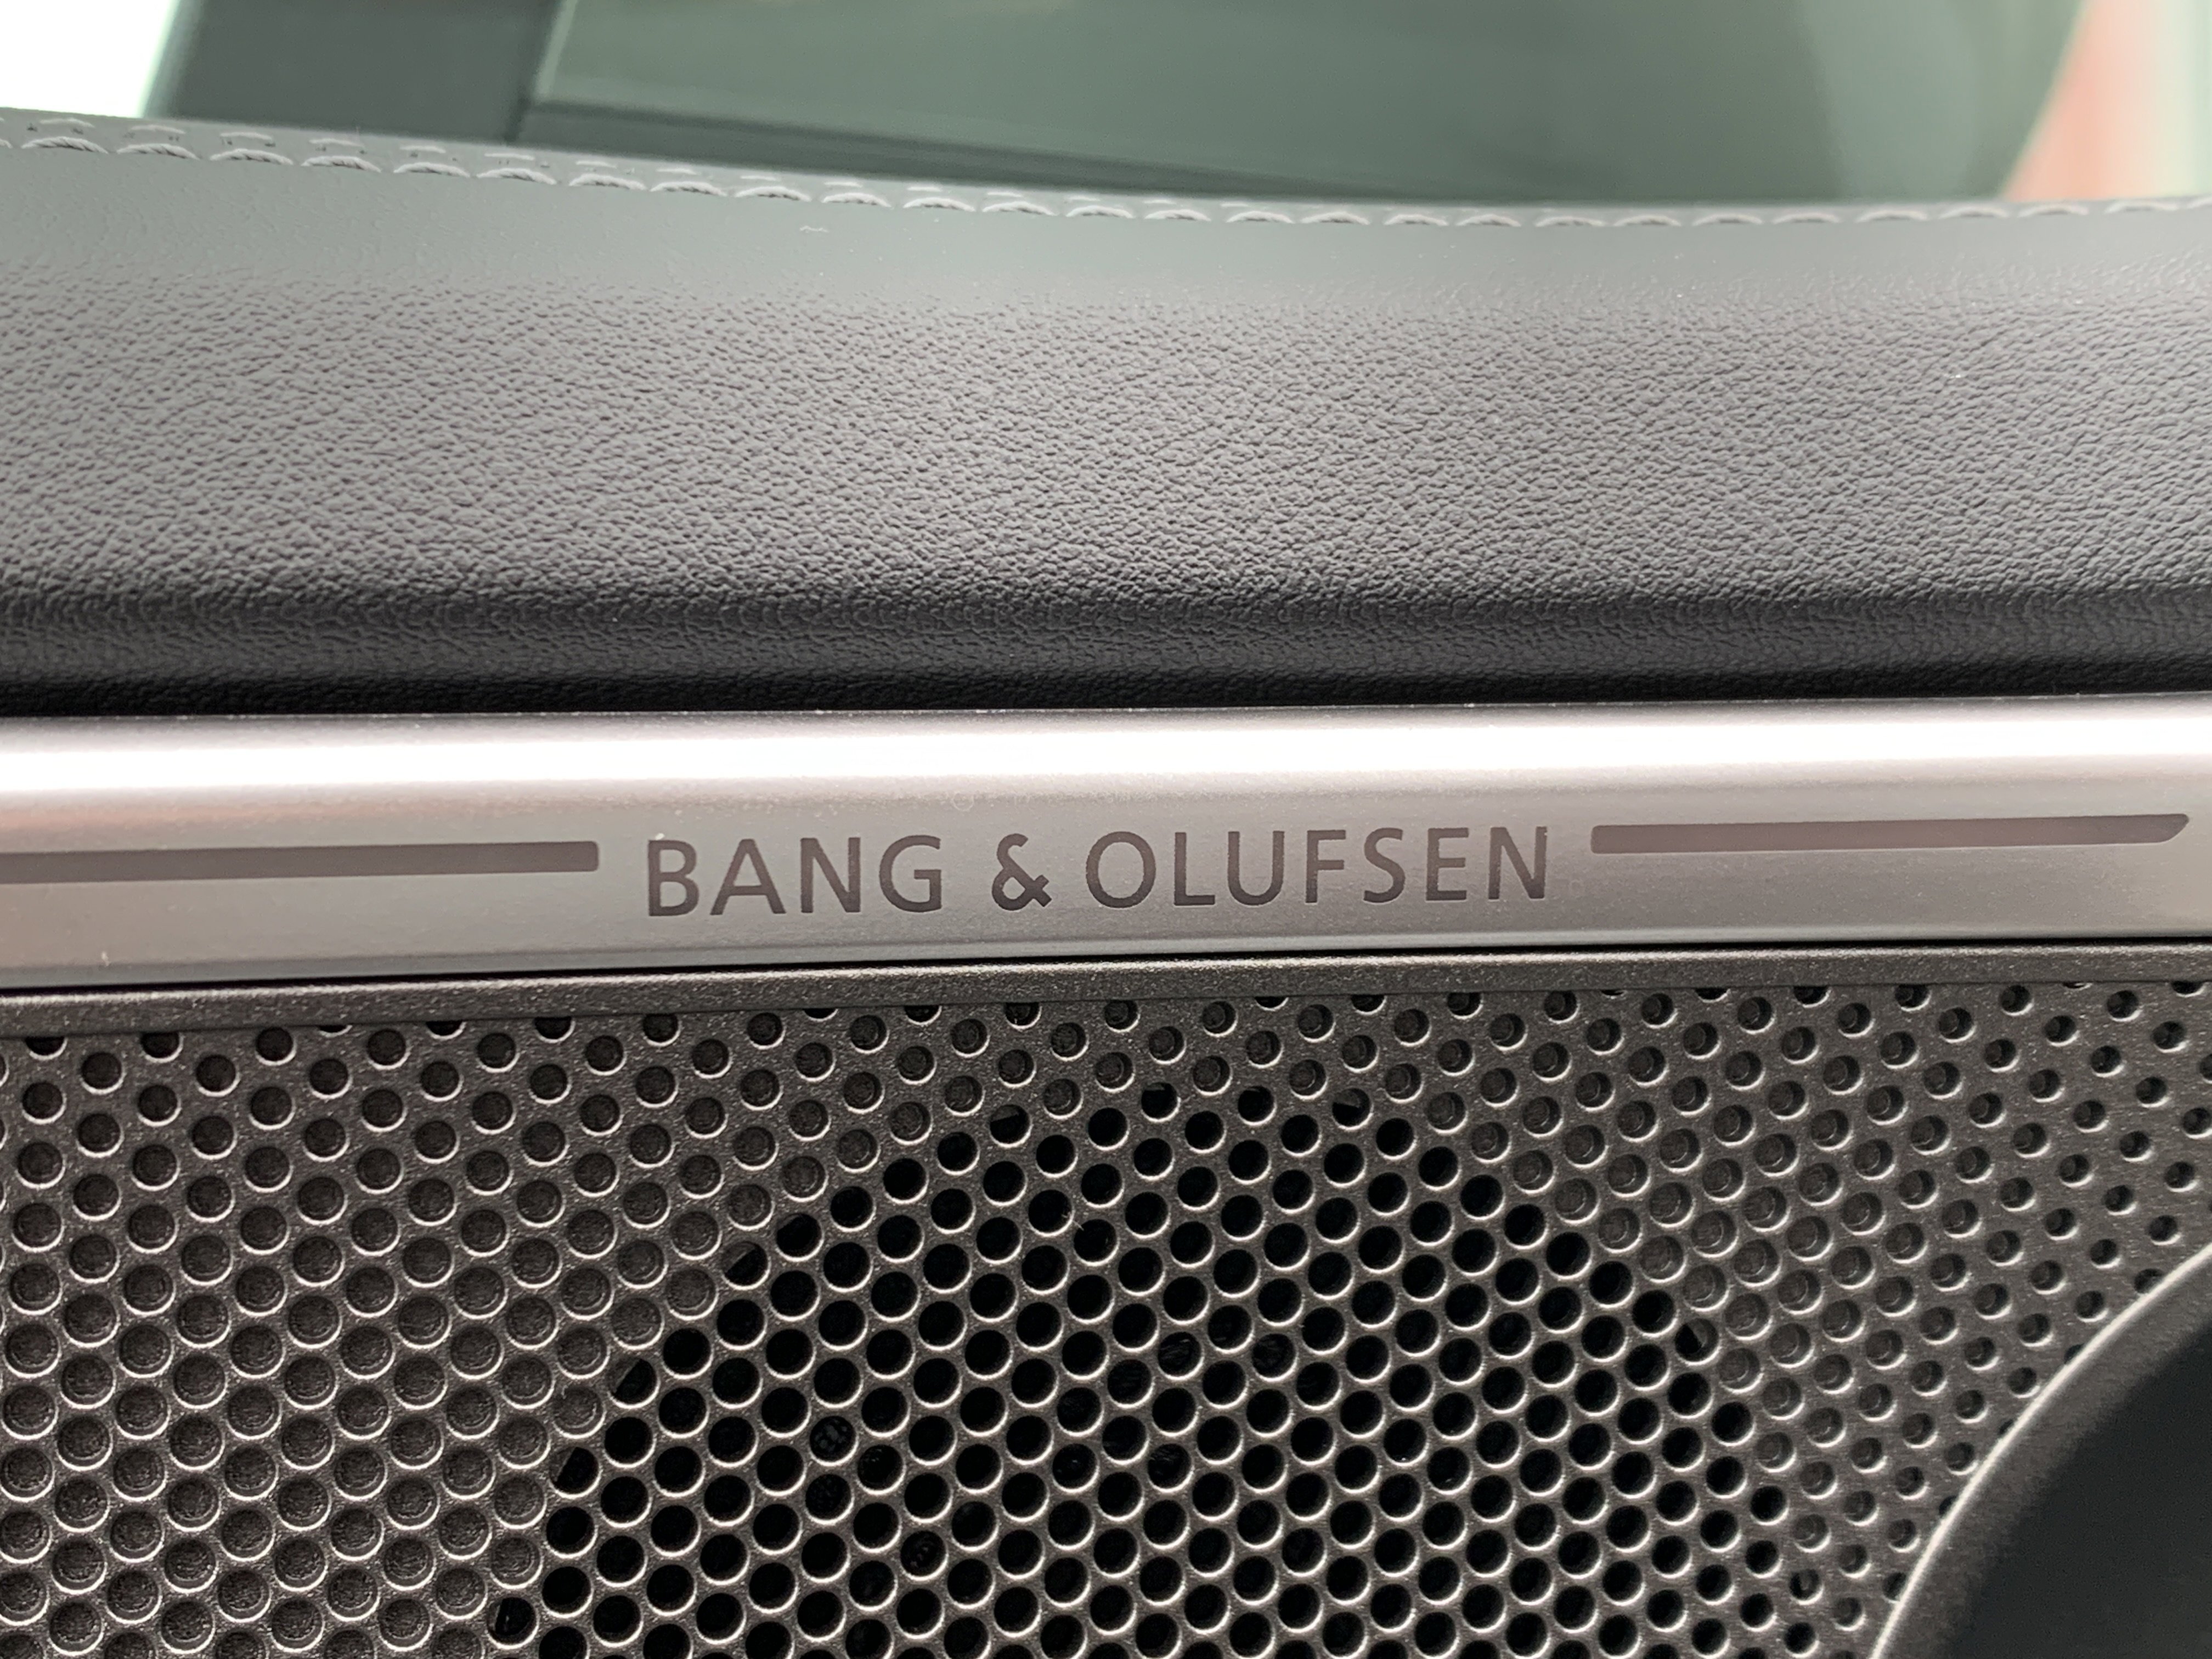 BANG & OLUFSEN